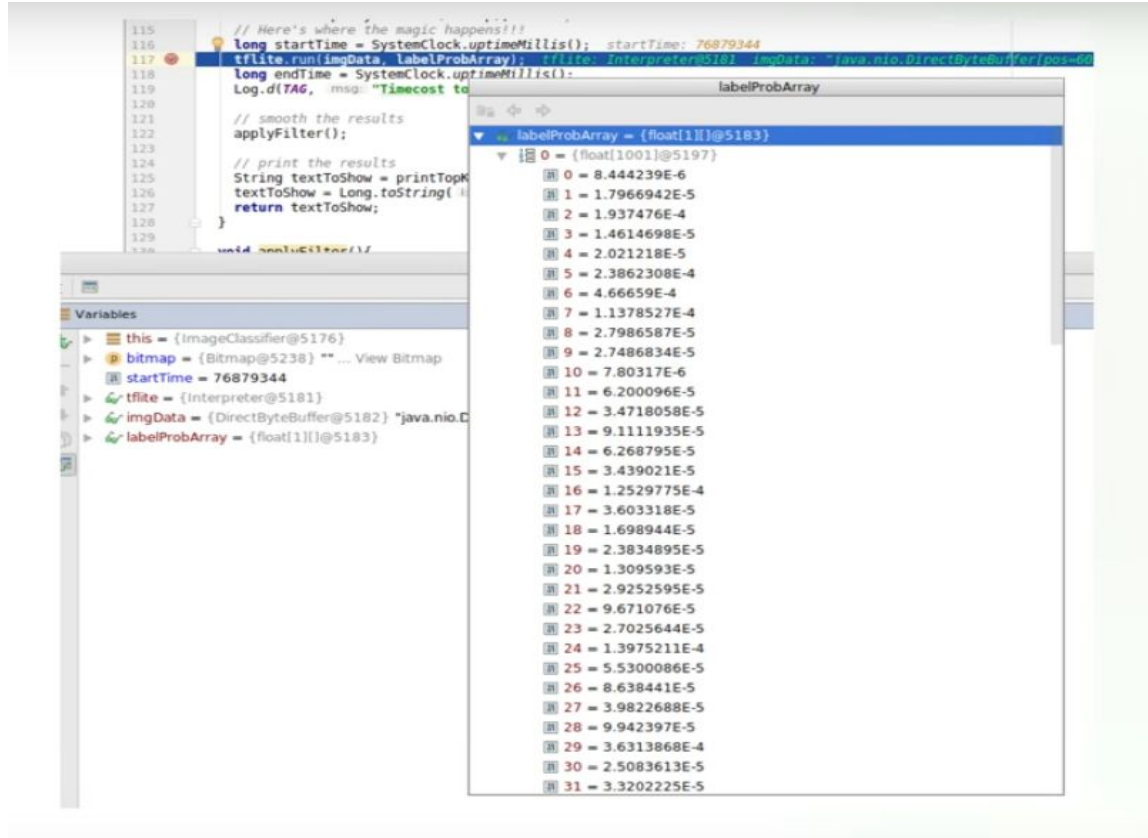 115 // Here's where the magic happens!!!
116 long startTime = SystemClock.uptimeMillis(); startTime: 76879344
117 tflite.run(imgData, labelProbArray); tflite: Interpreter@5181 imgData: "java.nio.DirectByteBuffer[pos=60
118 long endTime = SystemClock.uptimeMillis();
119 Log.d(TAG, msg: "Timecost to
120
121 // smooth the results
122 applyFilter();
123
124 // print the results
125 String textToShow = printTopK
126 textToShow = Long.toString(
127 return textToShow;
128 }
129
void applyFilter(){
Variables
this = {ImageClassifier@5176}
bitmap = {Bitmap@5238} "" ... View Bitmap
startTime = 76879344
tflite = {Interpreter@5181}
imgData = {DirectByteBuffer@5182} "java.nio.D
labelProbArray = {float[1][]@5183}
labelProbArray
labelProbArray = {float[1][]@5183}
0 = {float[1001]@5197}
0 = 8.444239E-6
1 = 1.7966942E-5
2 = 1.937476E-4
3 = 1.4614698E-5
4 = 2.021218E-5
5 = 2.3862308E-4
6 = 4.66659E-4
7 = 1.1378527E-4
8 = 2.7986587E-5
9 = 2.7486834E-5
10 = 7.80317E-6
11 = 6.200096E-5
12 = 3.4718058E-5
13 = 9.1111935E-5
14 = 6.268795E-5
15 = 3.439021E-5
16 = 1.2529775E-4
17 = 3.603318E-5
18 = 1.698944E-5
19 = 2.3834895E-5
20 = 1.309593E-5
21 = 2.9252595E-5
22 = 9.671076E-5
23 = 2.7025644E-5
24 = 1.3975211E-4
25 = 5.5300086E-5
26 = 8.638441E-5
27 = 3.9822688E-5
28 = 9.942397E-5
29 = 3.6313868E-4
30 = 2.5083613E-5
31 = 3.3202225E-5